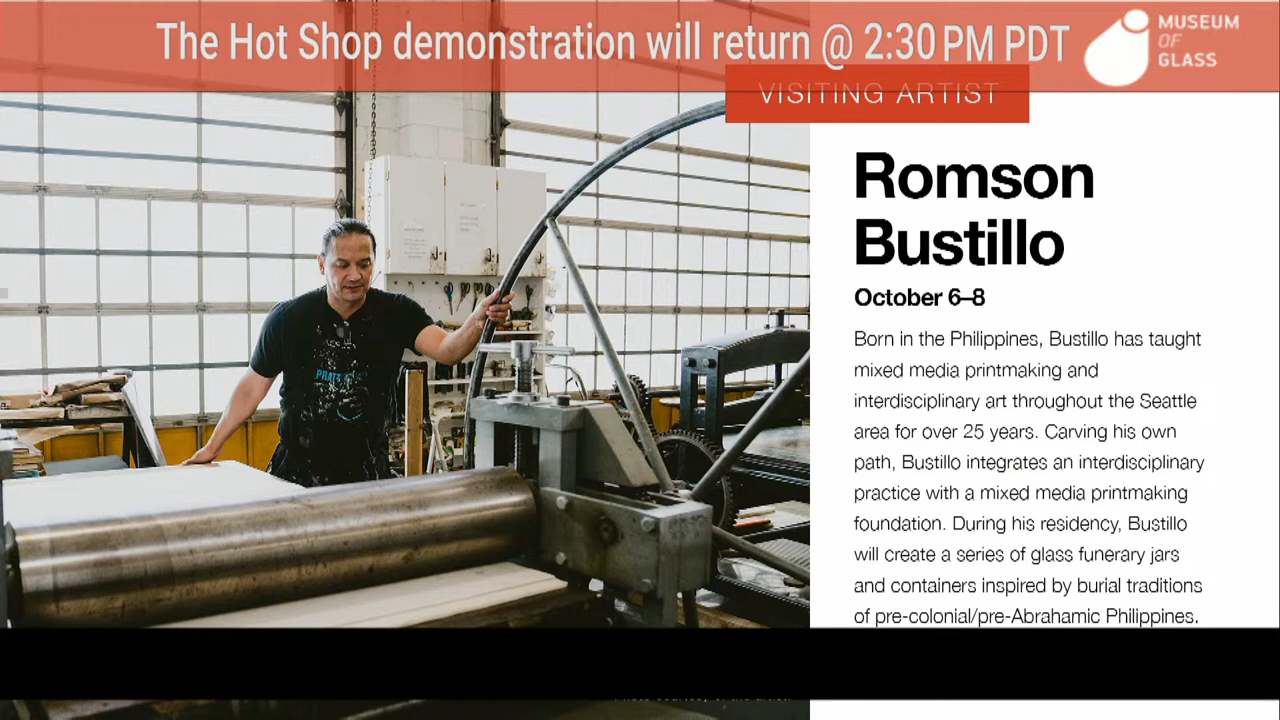 The Hot Shop demonstration will return @ 2:30 PM PDT
MUSEUM
OF
GLASS
VISITING ARTIST
Romson
Bustillo
October 6–8
Born in the Philippines, Bustillo has taught
mixed media printmaking and
interdisciplinary art throughout the Seattle
area for over 25 years. Carving his own
path, Bustillo integrates an interdisciplinary
practice with a mixed media printmaking
foundation. During his residency, Bustillo
will create a series of glass funerary jars
and containers inspired by burial traditions
of pre-colonial/pre-Abrahamic Philippines.